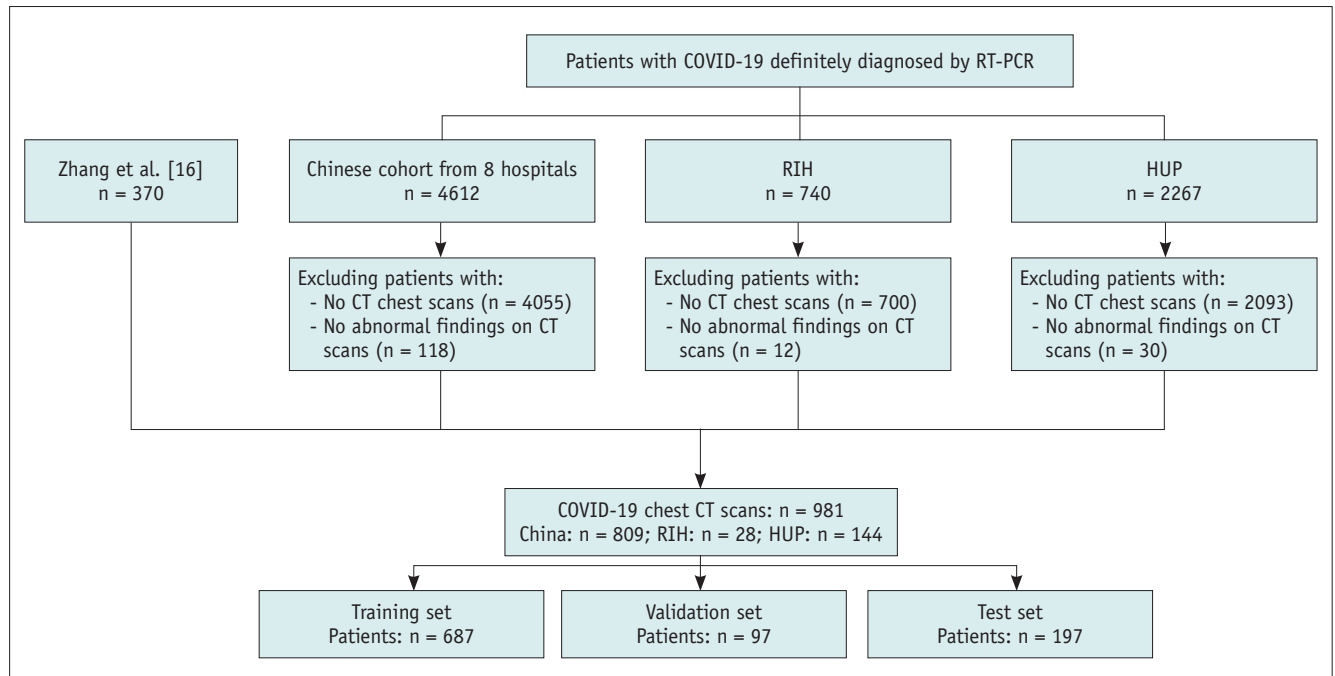 Patients with COVID-19 definitely diagnosed by RT-PCR
Zhang et al. [16]
n = 370
Chinese cohort from 8 hospitals
n = 4612
RIH
n = 740
HUP
n = 2267
Excluding patients with:
- No CT chest scans (n = 4055)
- No abnormal findings on CT
scans (n = 118)
Excluding patients with:
- No CT chest scans (n = 700)
- No abnormal findings on CT
scans (n = 12)
Excluding patients with:
- No CT chest scans (n = 2093)
- No abnormal findings on CT
scans (n = 30)
COVID-19 chest CT scans: n = 981
China: n = 809; RIH: n = 28; HUP: n = 144
Training set
Patients: n = 687
Validation set
Patients: n = 97
Test set
Patients: n = 197